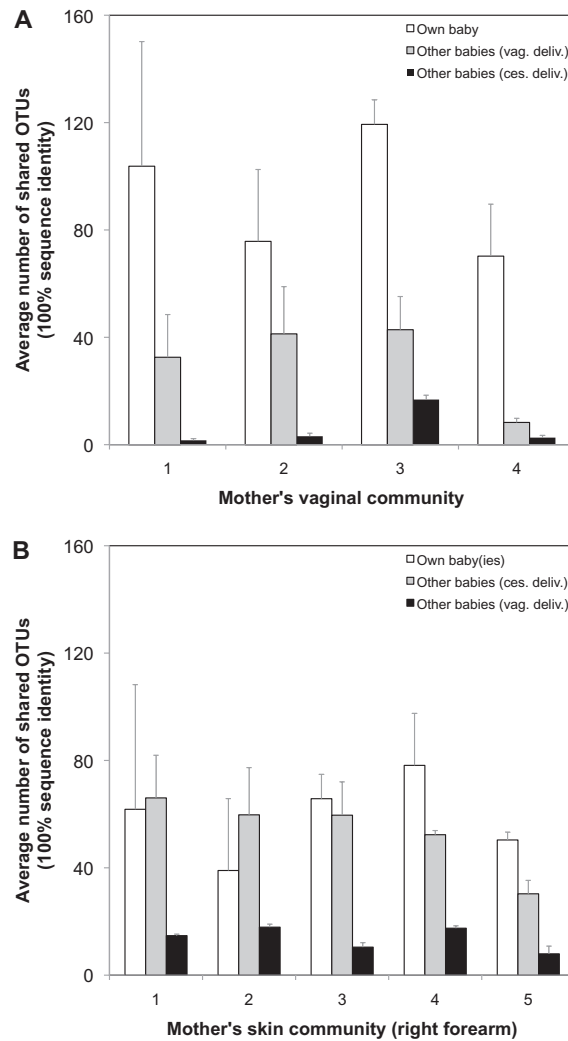 A
Own baby
Other babies (vag. deliv.)
Other babies (ces. deliv.)
Average number of shared OTUs
(100% sequence identity)
160
120
80
40
0
1 2 3 4
Mother's vaginal community
B
Own baby(ies)
Other babies (ces. deliv.)
Other babies (vag. deliv.)
Average number of shared OTUs
(100% sequence identity)
160
120
80
40
0
1 2 3 4 5
Mother's skin community (right forearm)